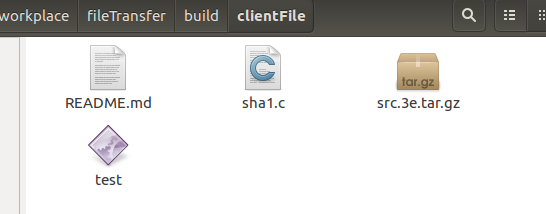 workplace fileTransfer build clientFile
README.md sha1.c tar.gz src.3e.tar.gz
test